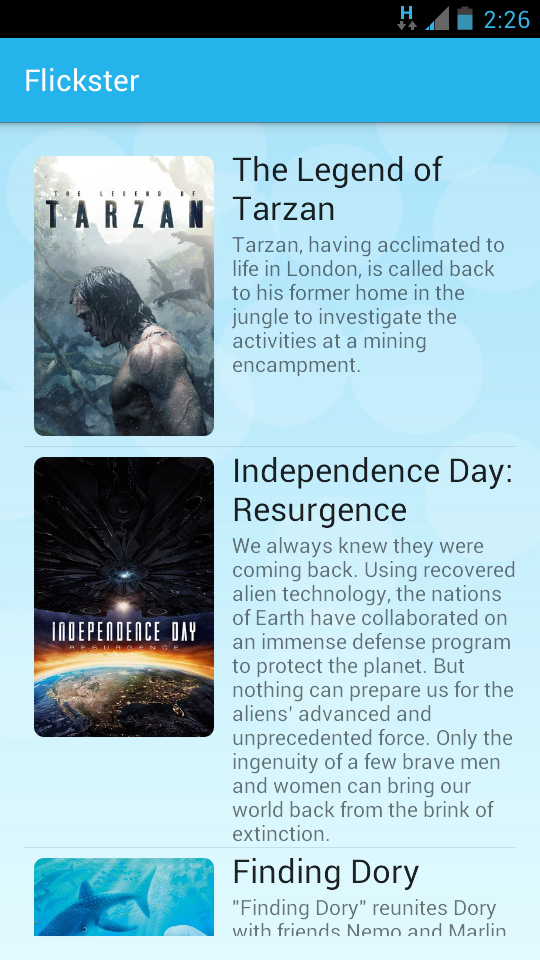 H
2:26
Flickster
THE LEGEND OF
TARZAN
The Legend of
Tarzan
Tarzan, having acclimated to
life in London, is called back
to his former home in the
jungle to investigate the
activities at a mining
encampment.
INDEPENDENCE DAY
RESURGENCE
Independence Day:
Resurgence
We always knew they were
coming back. Using recovered
alien technology, the nations
of Earth have collaborated on
an immense defense program
to protect the planet. But
nothing can prepare us for the
aliens' advanced and
unprecedented force. Only the
ingenuity of a few brave men
and women can bring our
world back from the brink of
extinction.
Finding Dory
"Finding Dory" reunites Dory
with friends Nemo and Marlin